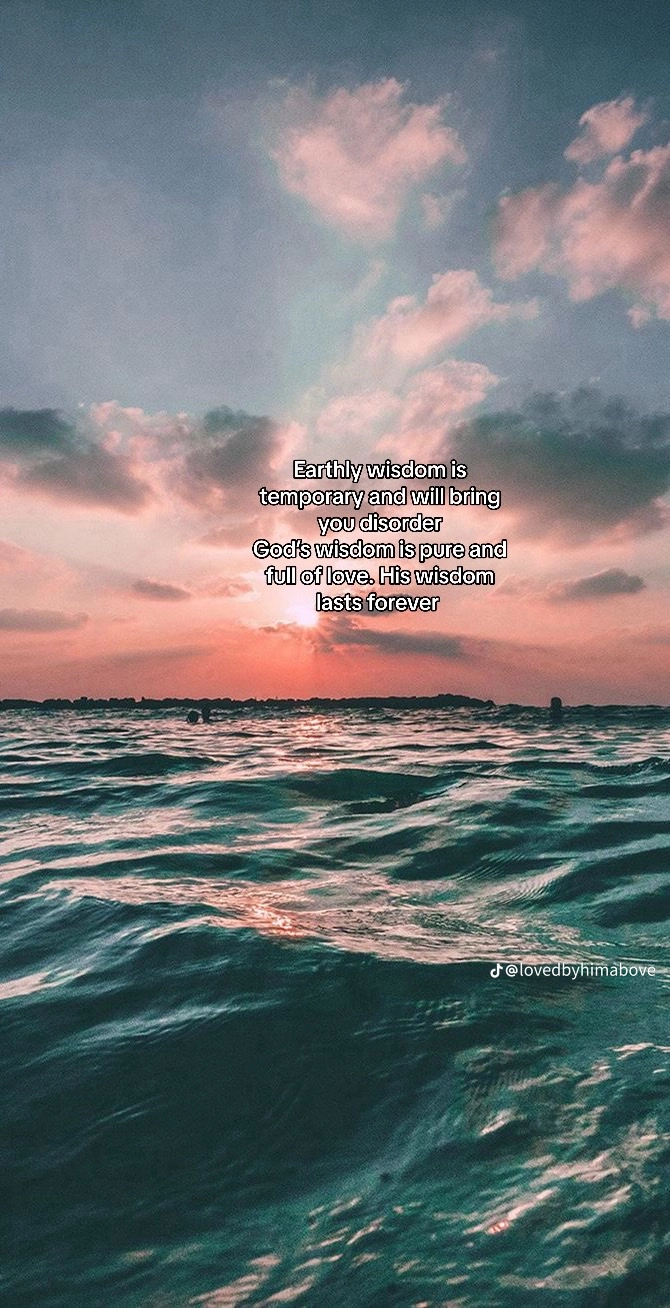 Earthly wisdom is
temporary and will bring
you disorder
God's wisdom is pure and
full of love. His wisdom
lasts forever
@lovedbyhimabove